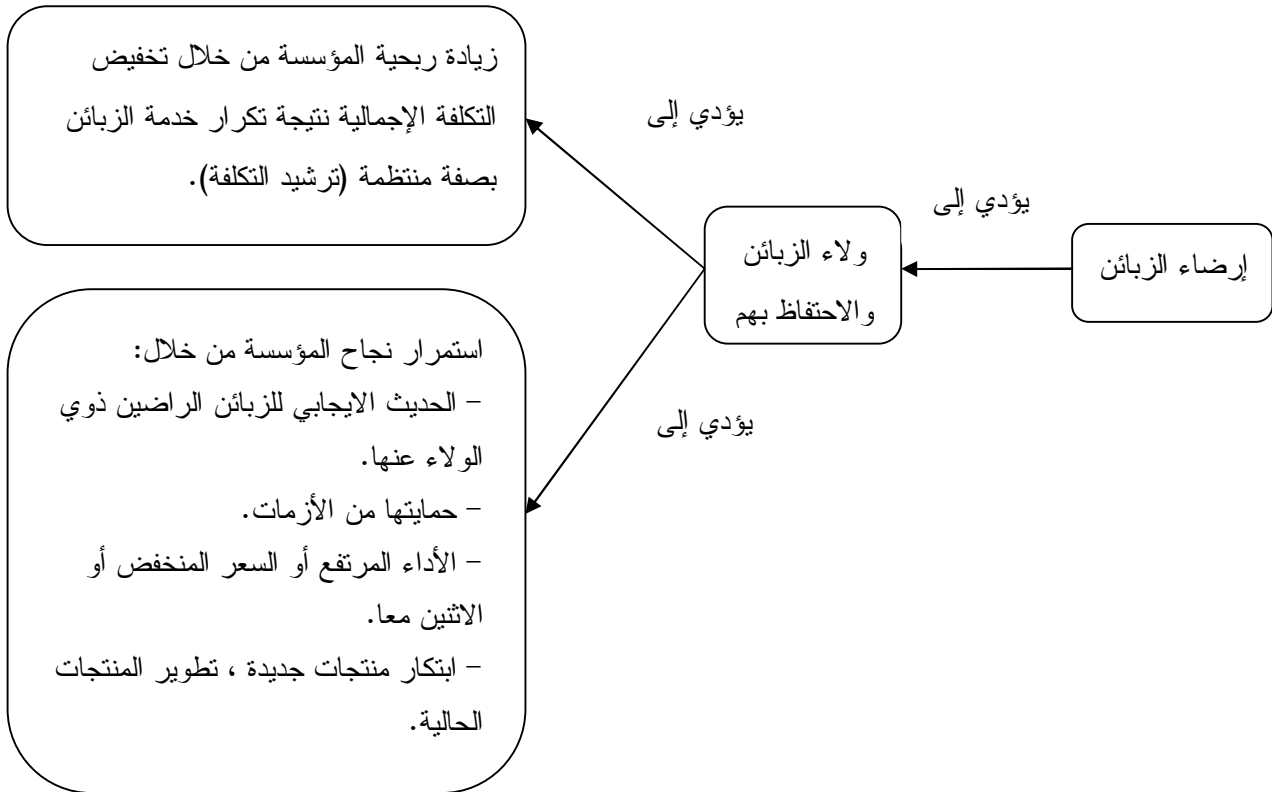 إرضاء الزبائن
يؤدي إلى
ولاء الزبائن
والاحتفاظ بهم
يؤدي إلى
زيادة ربحية المؤسسة من خلال تخفيض
التكلفة الإجمالية نتيجة تكرار خدمة الزبائن
بصفة منتظمة (ترشيد التكلفة).
يؤدي إلى
استمرار نجاح المؤسسة من خلال:
– الحديث الايجابي للزبائن الراضين ذوي
الولاء عنها.
– حمايتها من الأزمات.
– الأداء المرتفع أو السعر المنخفض أو
الاثنين معا.
– ابتكار منتجات جديدة ، تطوير المنتجات
الحالية.